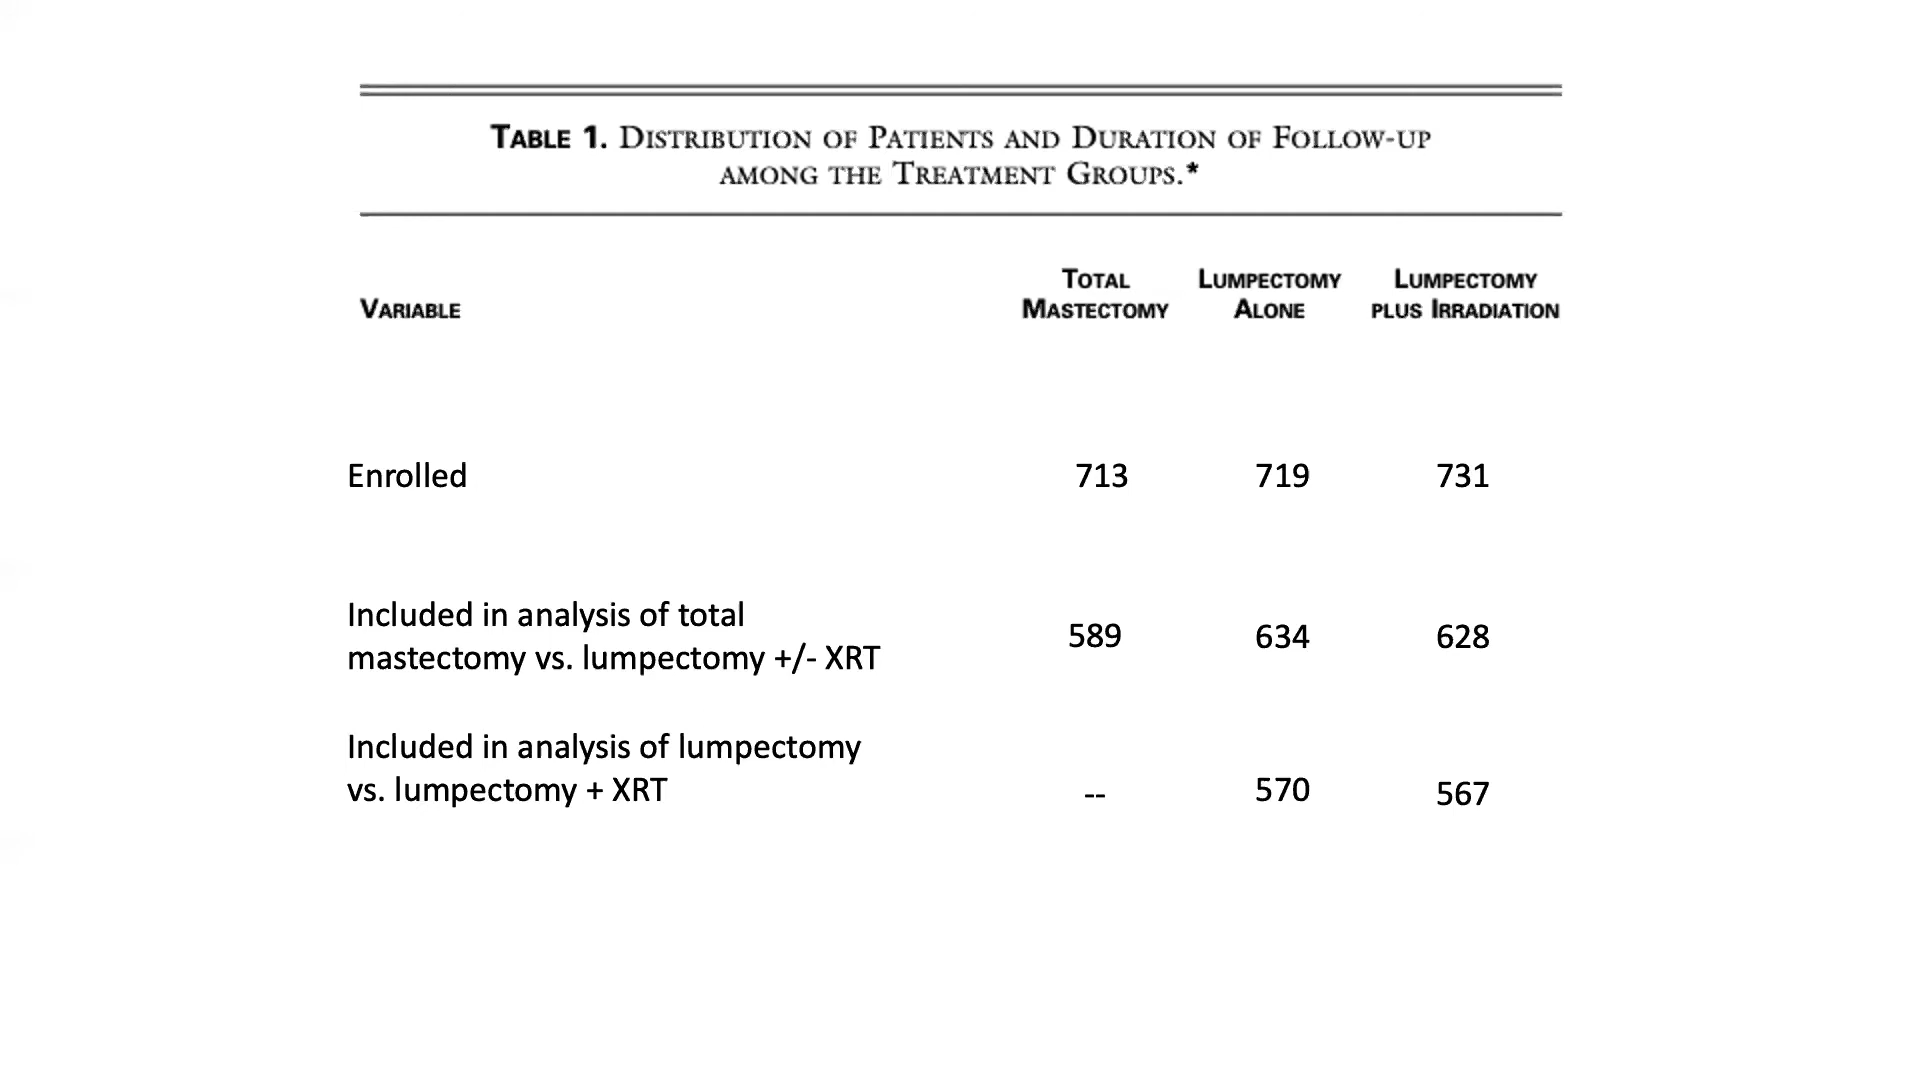 TABLE 1. DISTRIBUTION OF PATIENTS AND DURATION OF FOLLOW-UP
AMONG THE TREATMENT GROUPS.*
VARIABLE
TOTAL MASTECTOMY
LUMPECTOMY ALONE
LUMPECTOMY PLUS IRRADIATION
Enrolled 713 719 731
Included in analysis of total
mastectomy vs. lumpectomy +/- XRT 589 634 628
Included in analysis of lumpectomy
vs. lumpectomy + XRT -- 570 567